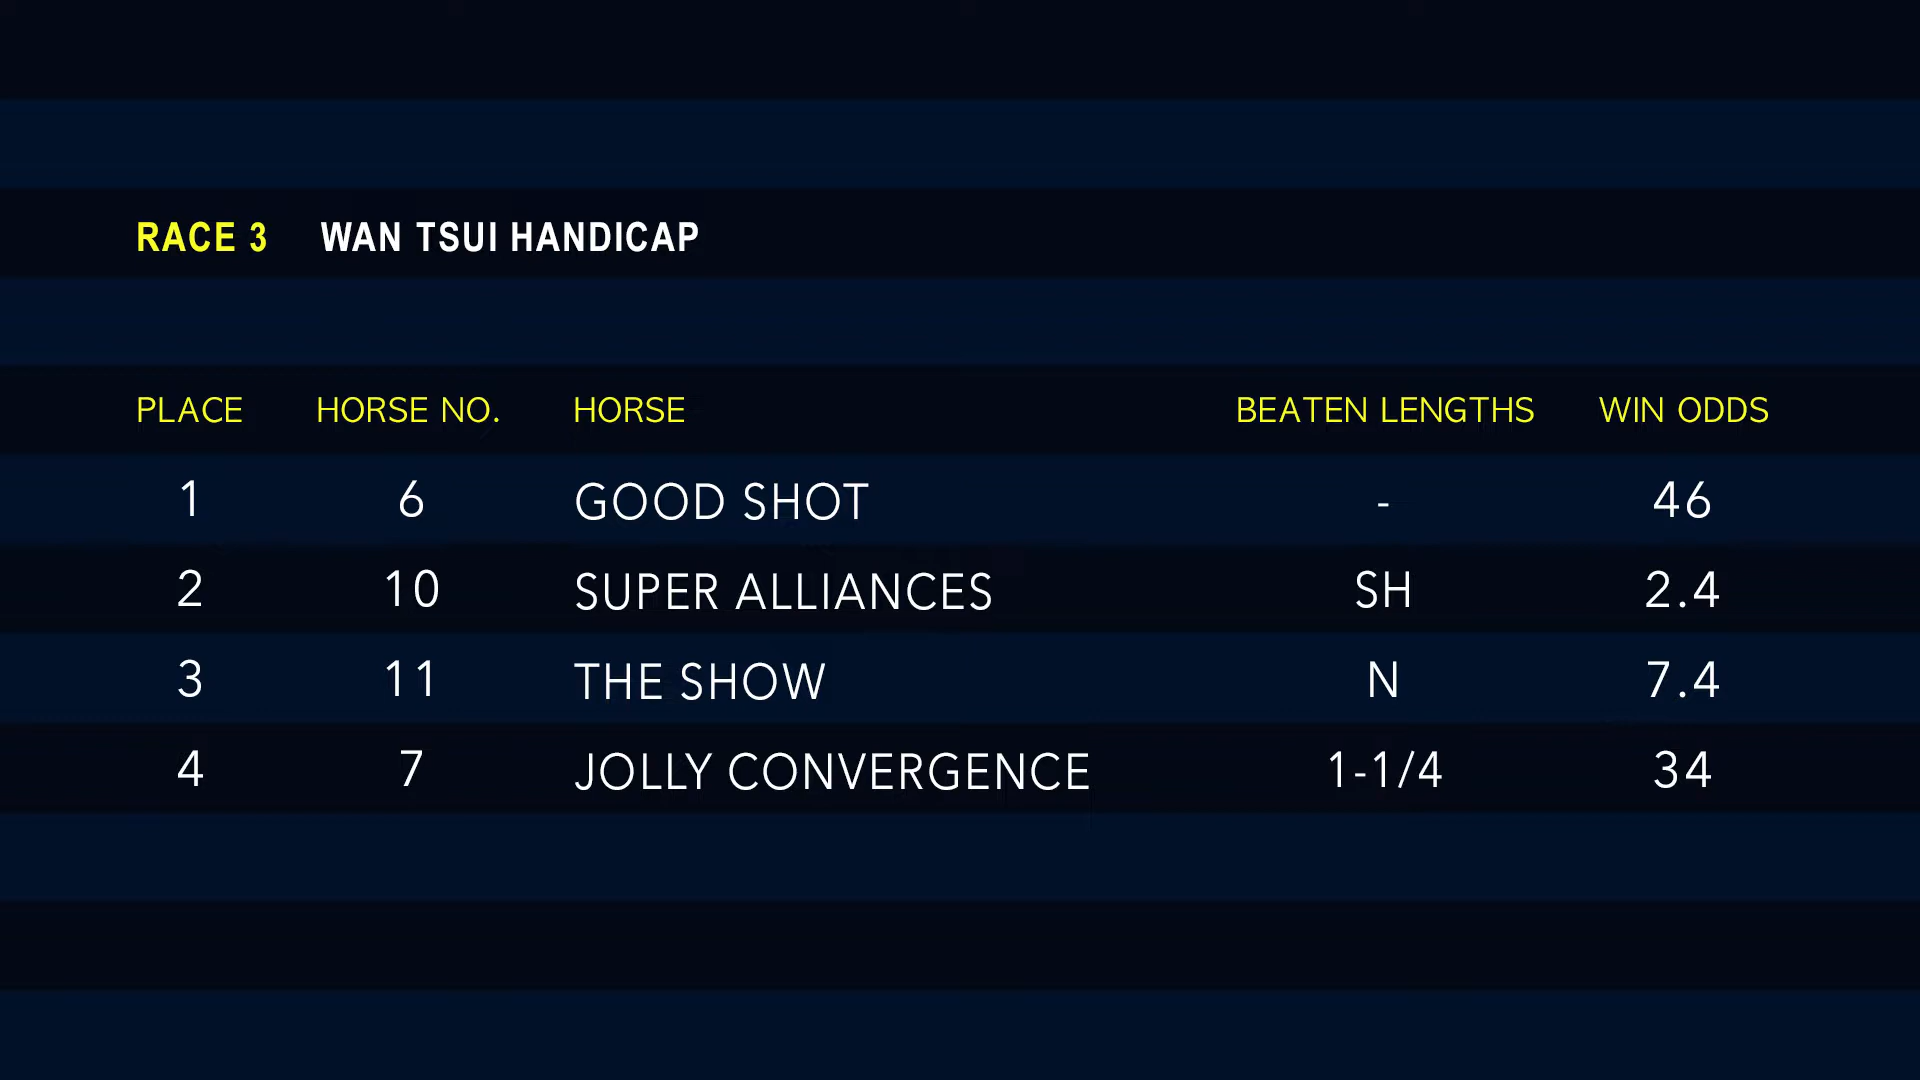 RACE 3 WAN TSUI HANDICAP
PLACE HORSE NO. HORSE BEATEN LENGTHS WIN ODDS
1 6 GOOD SHOT - 46
2 10 SUPER ALLIANCES SH 2.4
3 11 THE SHOW N 7.4
4 7 JOLLY CONVERGENCE 1-1/4 34